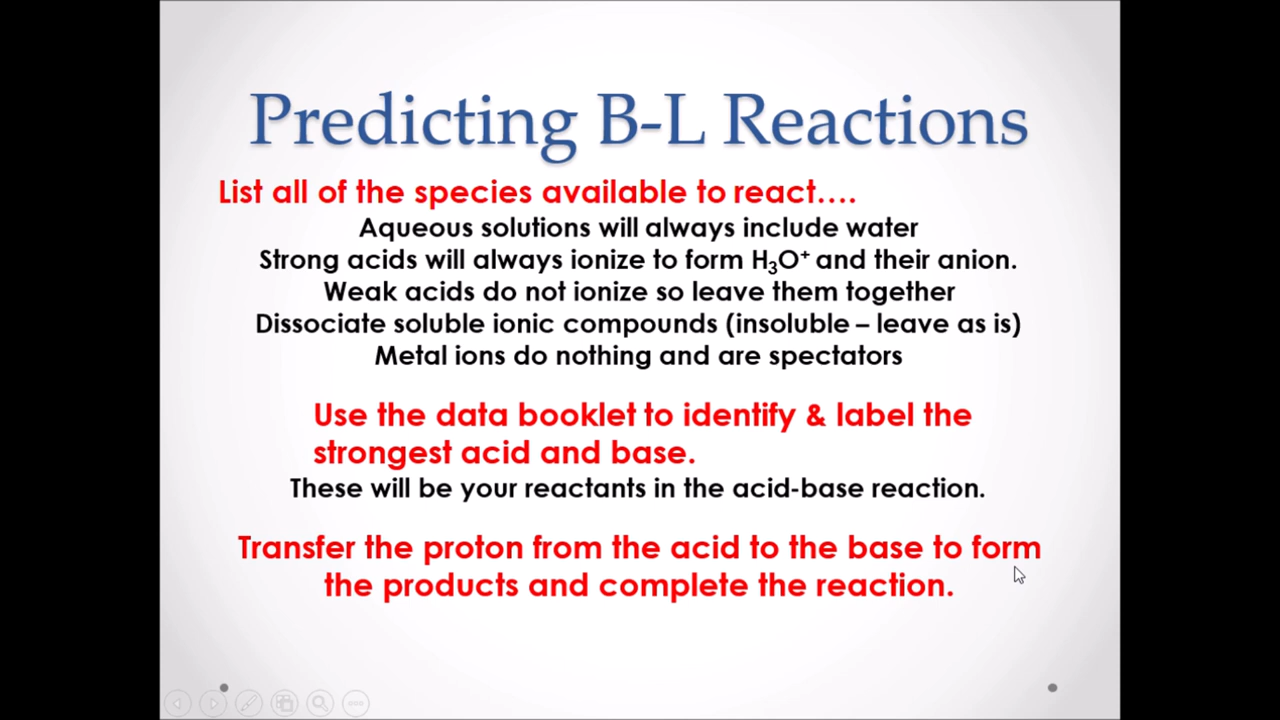 Predicting B-L Reactions
List all of the species available to react….
Aqueous solutions will always include water
Strong acids will always ionize to form H₃O⁺ and their anion.
Weak acids do not ionize so leave them together
Dissociate soluble ionic compounds (insoluble – leave as is)
Metal ions do nothing and are spectators
Use the data booklet to identify & label the
strongest acid and base.
These will be your reactants in the acid-base reaction.
Transfer the proton from the acid to the base to form
the products and complete the reaction.